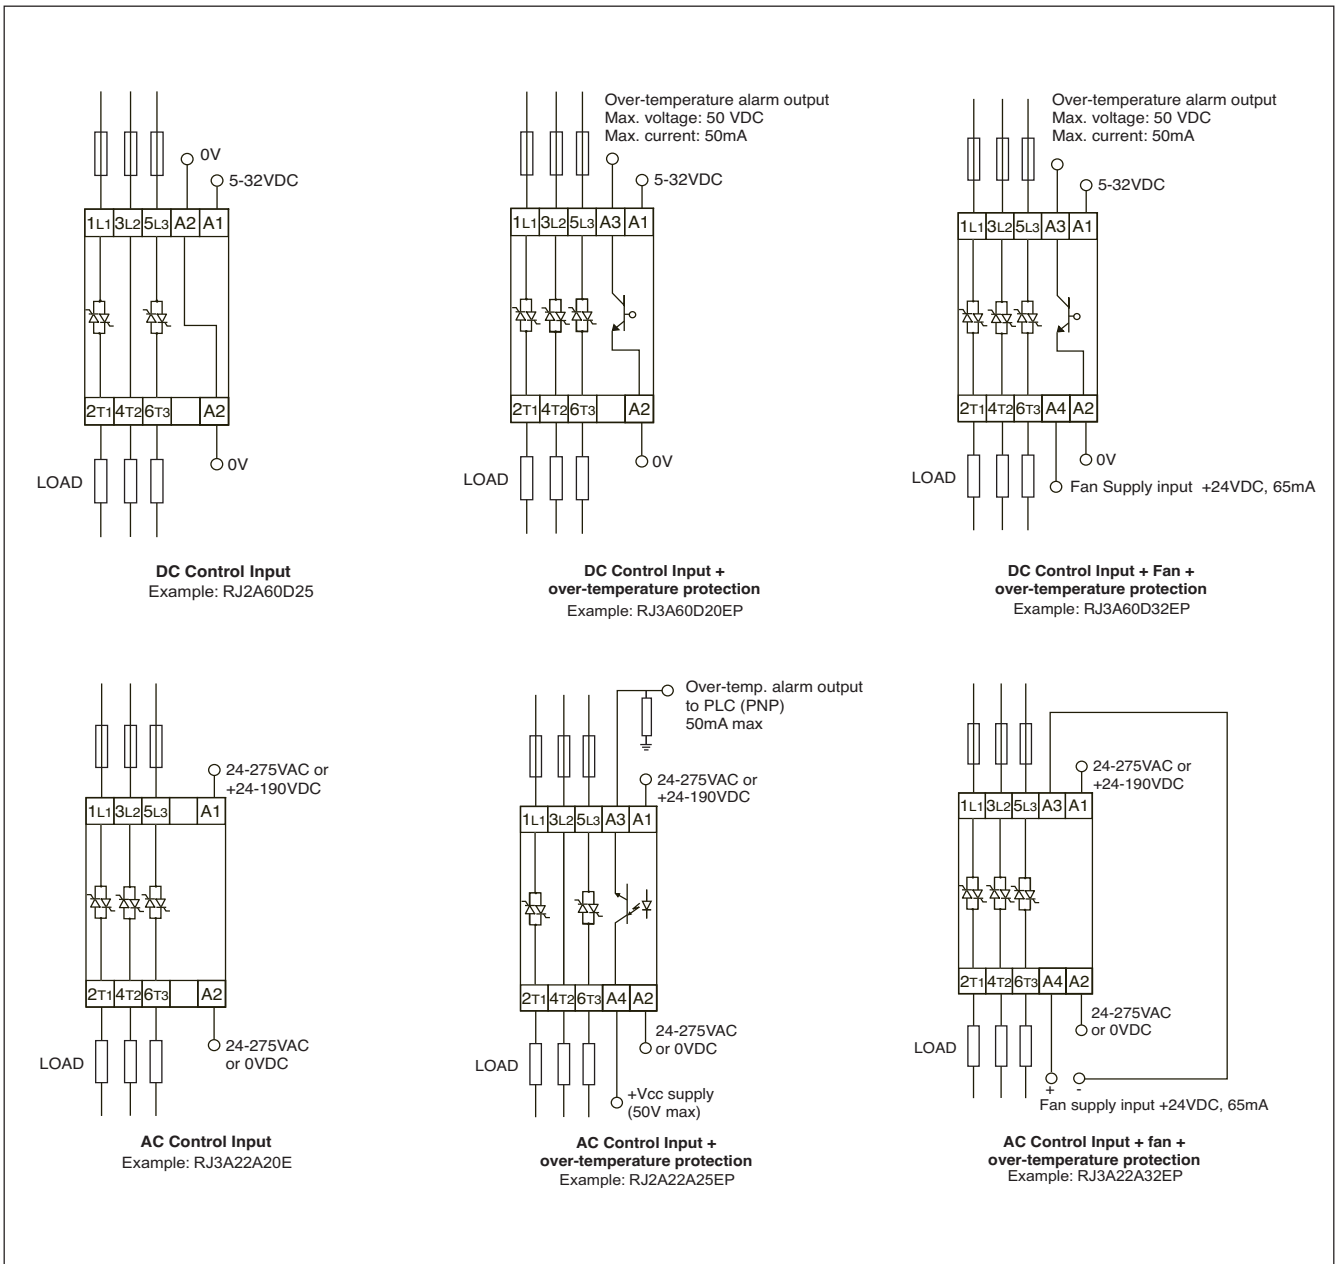 0V
5-32VDC
1L1 3L2 5L3 A2 A1
2T1 4T2 6T3 A2
0V
LOAD
DC Control Input
Example: RJ2A60D25
Over-temperature alarm output
Max. voltage: 50 VDC
Max. current: 50mA
5-32VDC
1L1 3L2 5L3 A3 A1
2T1 4T2 6T3 A2
0V
LOAD
DC Control Input +
over-temperature protection
Example: RJ3A60D20EP
Over-temperature alarm output
Max. voltage: 50 VDC
Max. current: 50mA
5-32VDC
1L1 3L2 5L3 A3 A1
2T1 4T2 6T3 A4 A2
0V
LOAD
Fan Supply input +24VDC, 65mA
DC Control Input + Fan +
over-temperature protection
Example: RJ3A60D32EP
24-275VAC or
+24-190VDC
1L1 3L2 5L3 A1
2T1 4T2 6T3 A2
24-275VAC
or 0VDC
LOAD
AC Control Input
Example: RJ3A22A20E
Over-temp. alarm output
to PLC (PNP)
50mA max
24-275VAC or
+24-190VDC
1L1 3L2 5L3 A3 A1
2T1 4T2 6T3 A4 A2
24-275VAC
or 0VDC
LOAD
+Vcc supply
(50V max)
AC Control Input +
over-temperature protection
Example: RJ2A22A25EP
24-275VAC or
+24-190VDC
1L1 3L2 5L3 A3 A1
2T1 4T2 6T3 A4 A2
24-275VAC
or 0VDC
LOAD
+ -
Fan supply input +24VDC, 65mA
AC Control Input + fan +
over-temperature protection
Example: RJ3A22A32EP